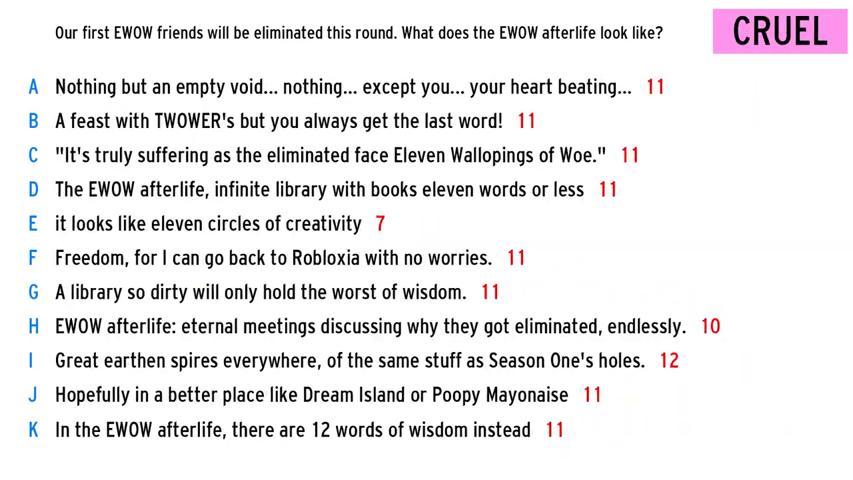 Our first EWOW friends will be eliminated this round. What does the EWOW afterlife look like?
CRUEL
A Nothing but an empty void... nothing... except you... your heart beating... 11
B A feast with TWOWER's but you always get the last word! 11
C "It's truly suffering as the eliminated face Eleven Wallopings of Woe." 11
D The EWOW afterlife, infinite library with books eleven words or less 11
E it looks like eleven circles of creativity 7
F Freedom, for I can go back to Robloxia with no worries. 11
G A library so dirty will only hold the worst of wisdom. 11
H EWOW afterlife: eternal meetings discussing why they got eliminated, endlessly. 10
I Great earthen spires everywhere, of the same stuff as Season One's holes. 12
J Hopefully in a better place like Dream Island or Poopy Mayonaise 11
K In the EWOW afterlife, there are 12 words of wisdom instead 11